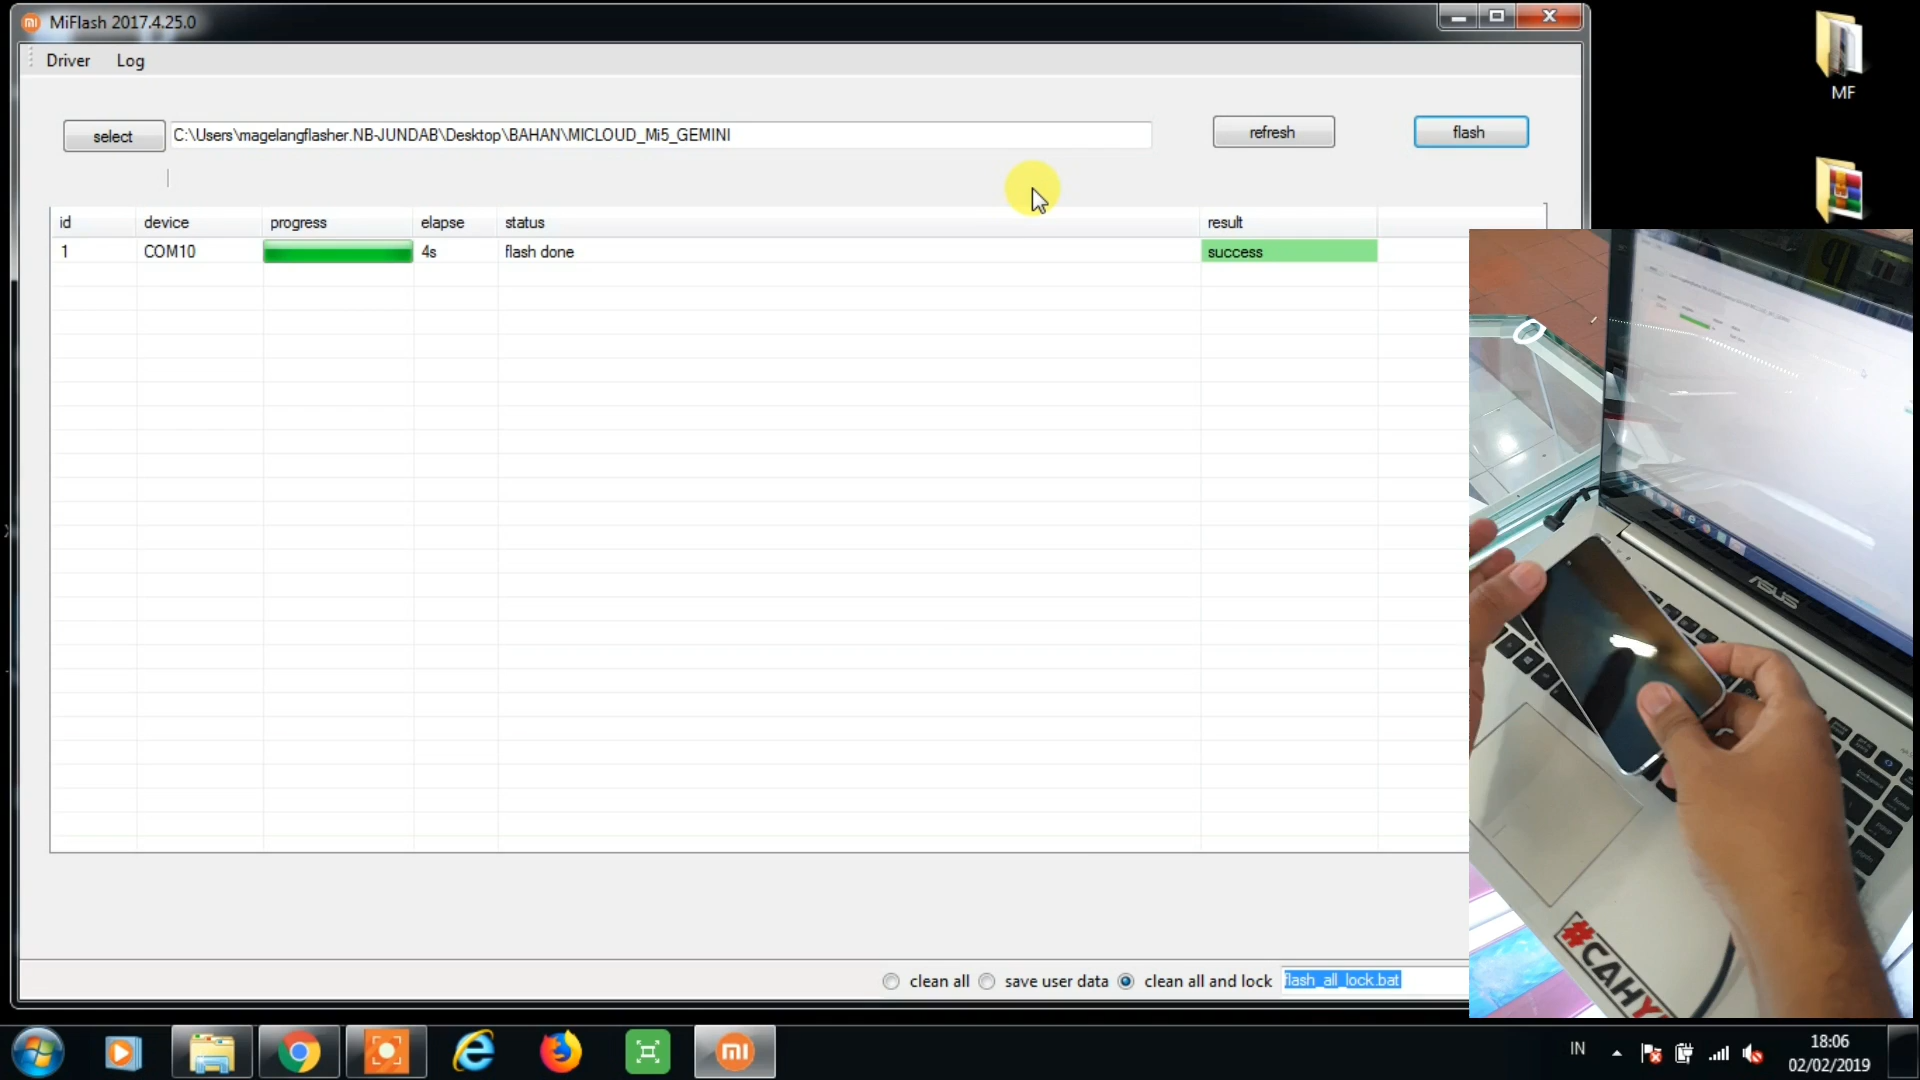 MiFlash 2017.4.25.0
Driver Log
select C:\Users\magelangflasher.NB-JUNDAB\Desktop\BAHAN\MICLOUD_Mi5_GEMINI refresh flash
id device progress elapse status result
1 COM10 4s flash done success
clean all save user data clean all and lock flash_all_lock.bat
MF
ASUS
#CAHY
IN
18:06
02/02/2019